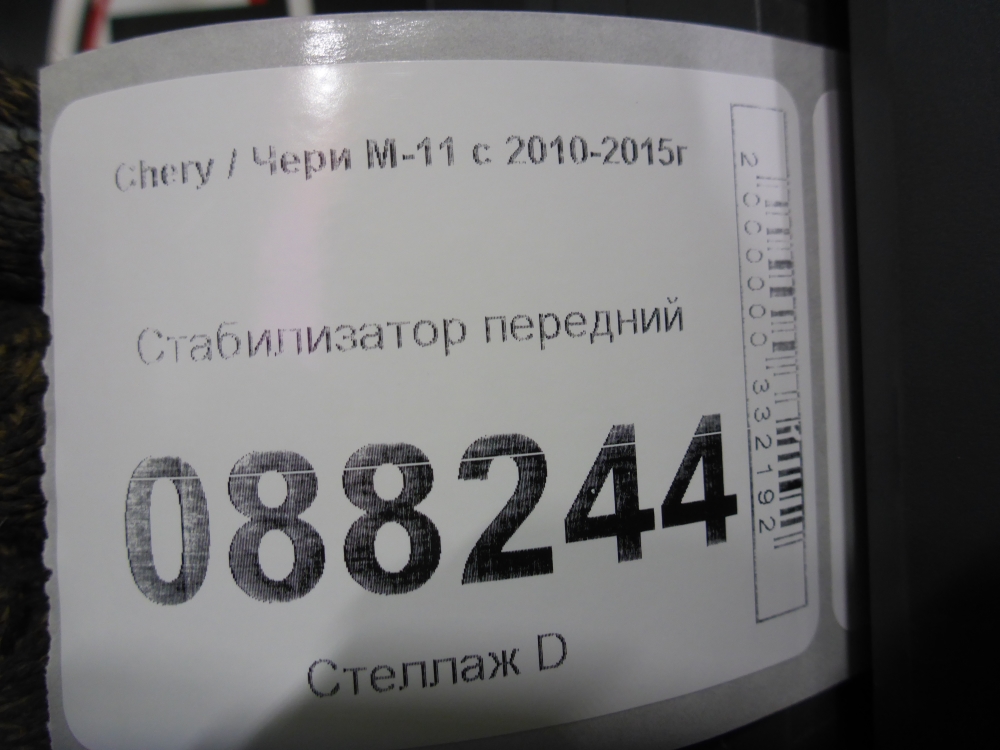 Chery / Чери М-11 с 2010-2015г
Стабилизатор передний
088244
Стеллаж D
2000000332192